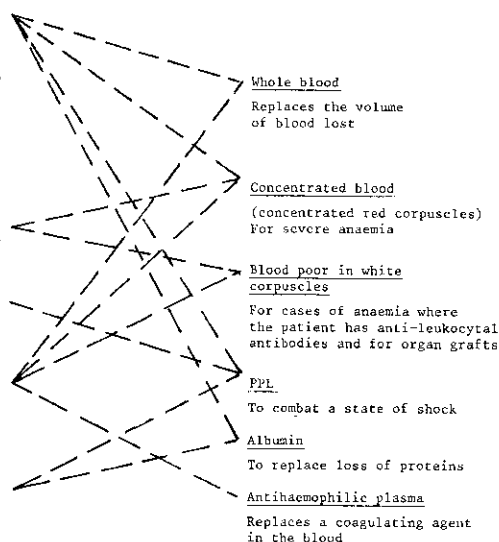 Whole blood
Replaces the volume
of blood lost
Concentrated blood
(concentrated red corpuscles)
For severe anaemia
Blood poor in white
corpuscles
For cases of anaemia where
the patient has anti-leukocytal
antibodies and for organ grafts
PPL
To combat a state of shock
Albumin
To replace loss of proteins
Antihaemophilic plasma
Replaces a coagulating agent
in the blood